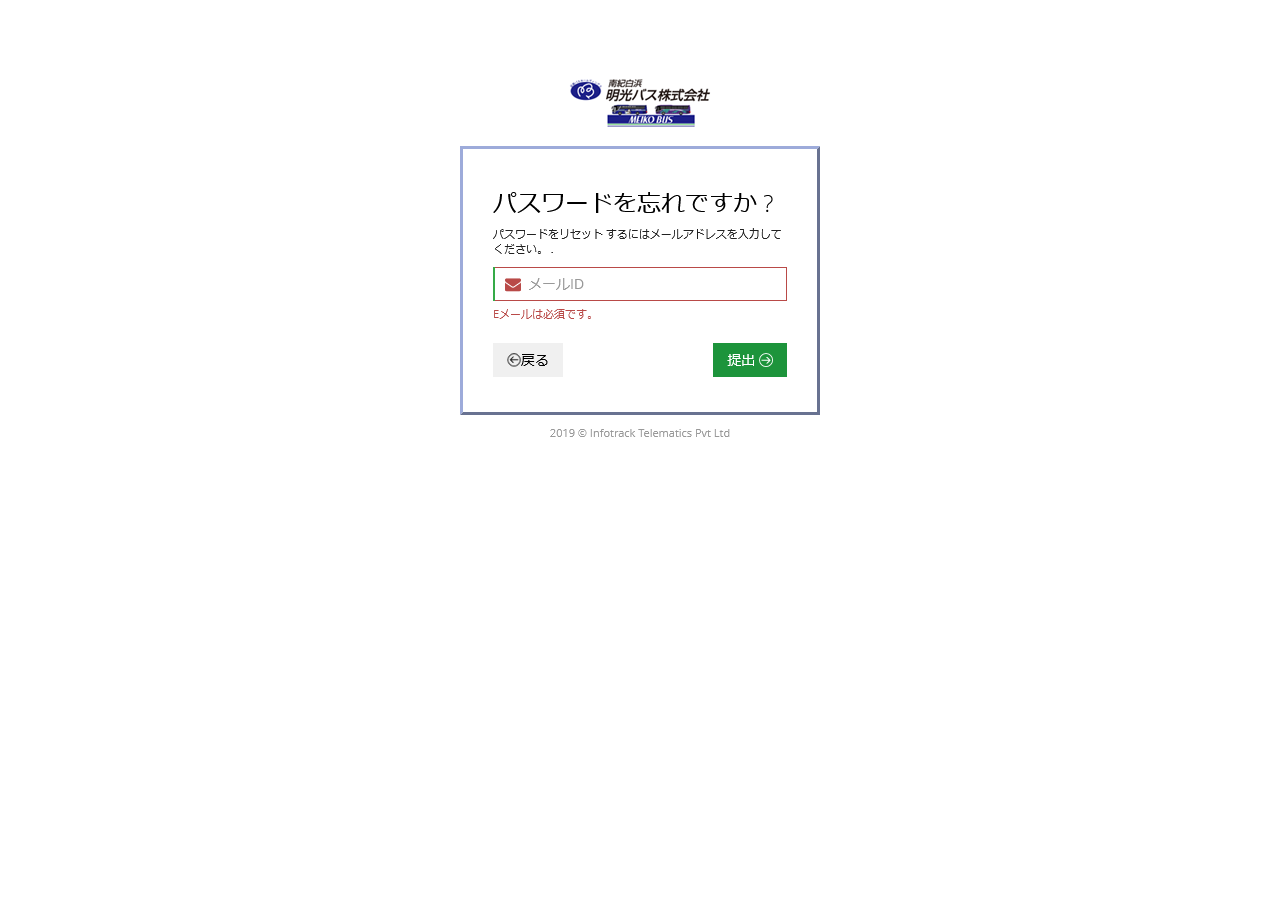 南紀白浜
明光バス株式会社
MEIKO BUS
パスワードを忘れですか ?
パスワードをリセット するにはメールアドレスを入力して
ください。 .
メールID
Eメールは必須です。
戻る
提出
2019 © Infotrack Telematics Pvt Ltd